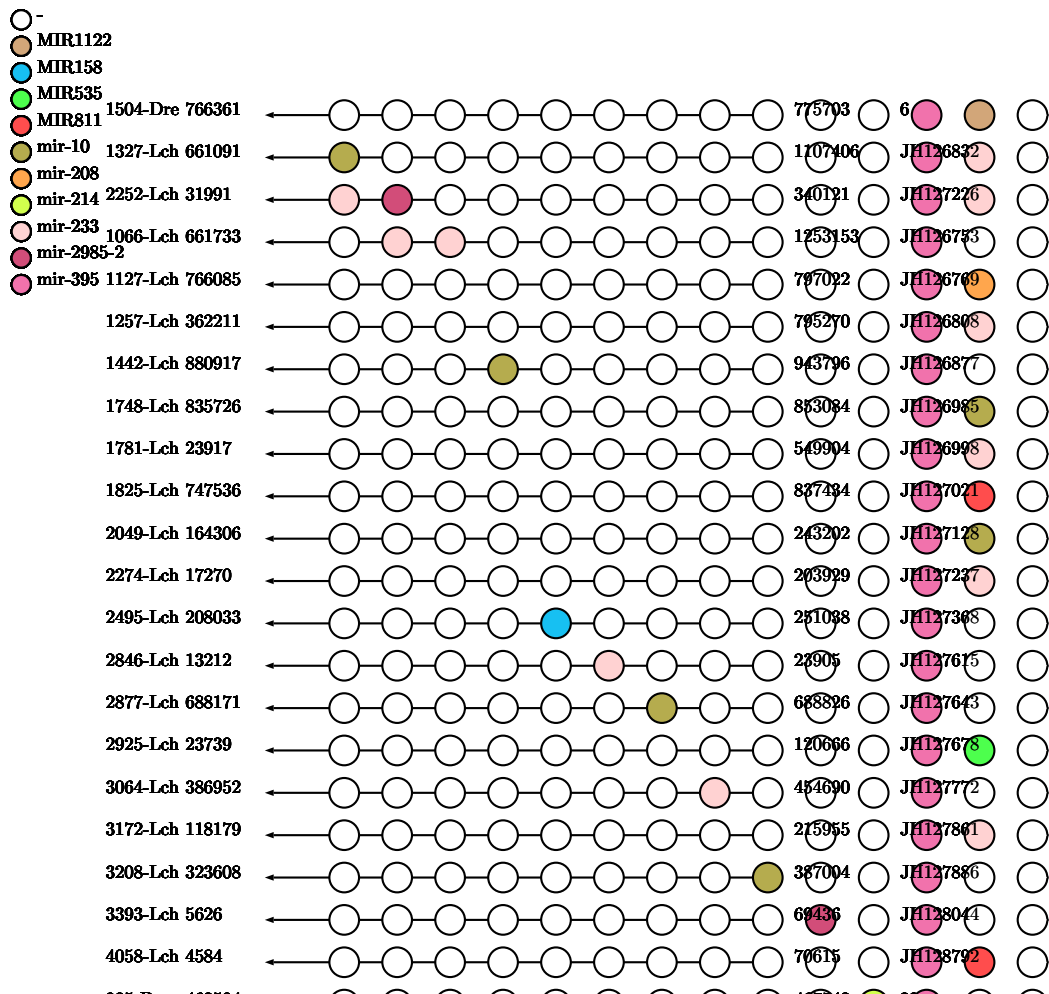 -
MIR1122
MIR158
MIR535
MIR811
mir-10
mir-208
mir-214
mir-233
mir-2985-2
mir-395
1504-Dre 766361 775703 6
1327-Lch 661091 1107406 JH126832
2252-Lch 31991 340121 JH127226
1066-Lch 661733 1253153 JH126753
1127-Lch 766085 797022 JH126769
1257-Lch 362211 795270 JH126808
1442-Lch 880917 943796 JH126877
1748-Lch 835726 853084 JH126985
1781-Lch 23917 549904 JH126998
1825-Lch 747536 837434 JH127021
2049-Lch 164306 243202 JH127128
2274-Lch 17270 203929 JH127237
2495-Lch 208033 251038 JH127368
2846-Lch 13212 23905 JH127615
2877-Lch 688171 688826 JH127643
2925-Lch 23739 120666 JH127678
3064-Lch 386952 454690 JH127772
3172-Lch 118179 215955 JH127861
3208-Lch 323608 387004 JH127886
3393-Lch 5626 69436 JH128044
4058-Lch 4584 70615 JH128792